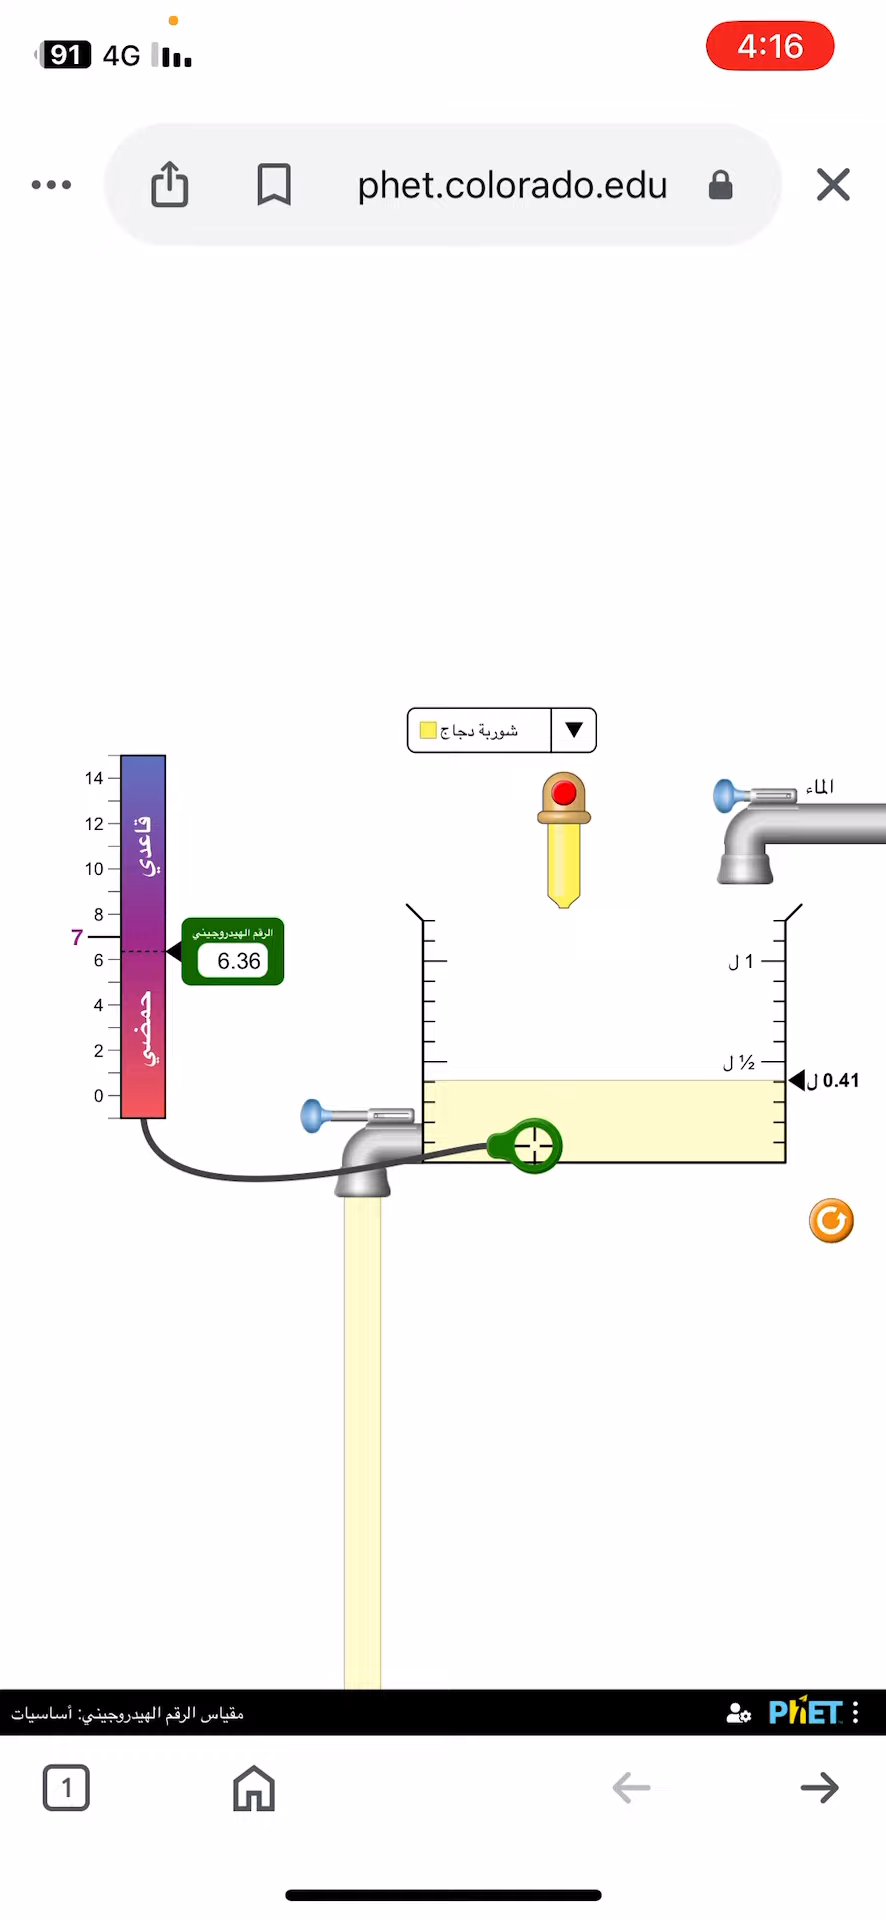 91 4G 4:16
phet.colorado.edu
شوربة دجاج
الماء
14
12
10
8
7
6
4
2
0
قاعدي
حمضي
الرقم الهيدروجيني
6.36
1 ل
½ ل
0.41 ل
مقياس الرقم الهيدروجيني: أساسيات
PhET
1